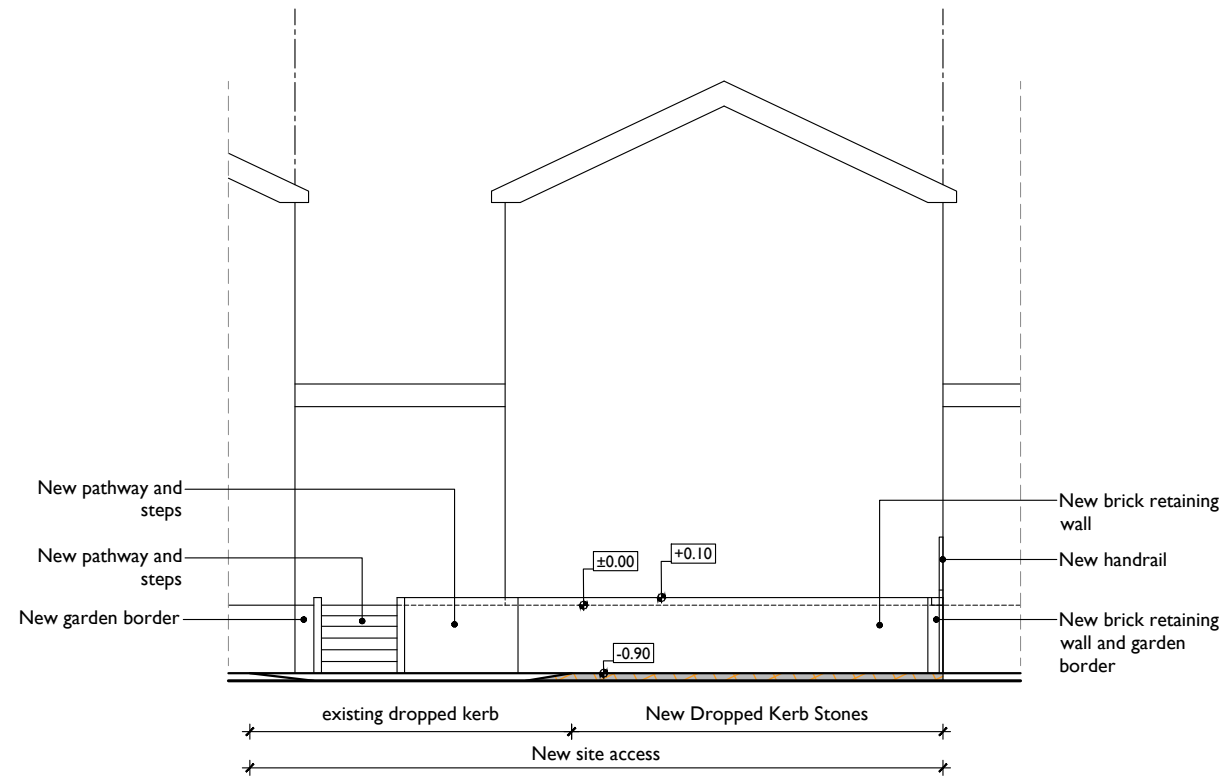 New pathway and
steps
New pathway and
steps
New garden border
±0.00
+0.10
-0.90
New brick retaining
wall
New handrail
New brick retaining
wall and garden
border
existing dropped kerb
New Dropped Kerb Stones
New site access